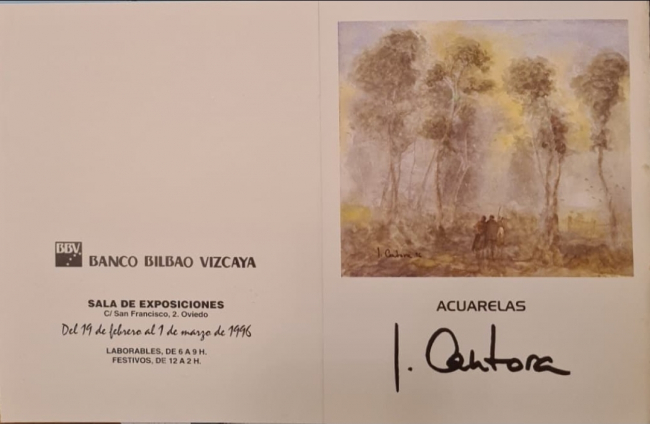 BBV
BANCO BILBAO VIZCAYA
SALA DE EXPOSICIONES
C/ San Francisco, 2. Oviedo
Del 19 de febrero al 1 de marzo de 1996
LABORABLES, DE 6 A 9 H.
FESTIVOS, DE 12 A 2 H.
J. Cantora
ACUARELAS
J. Cantora